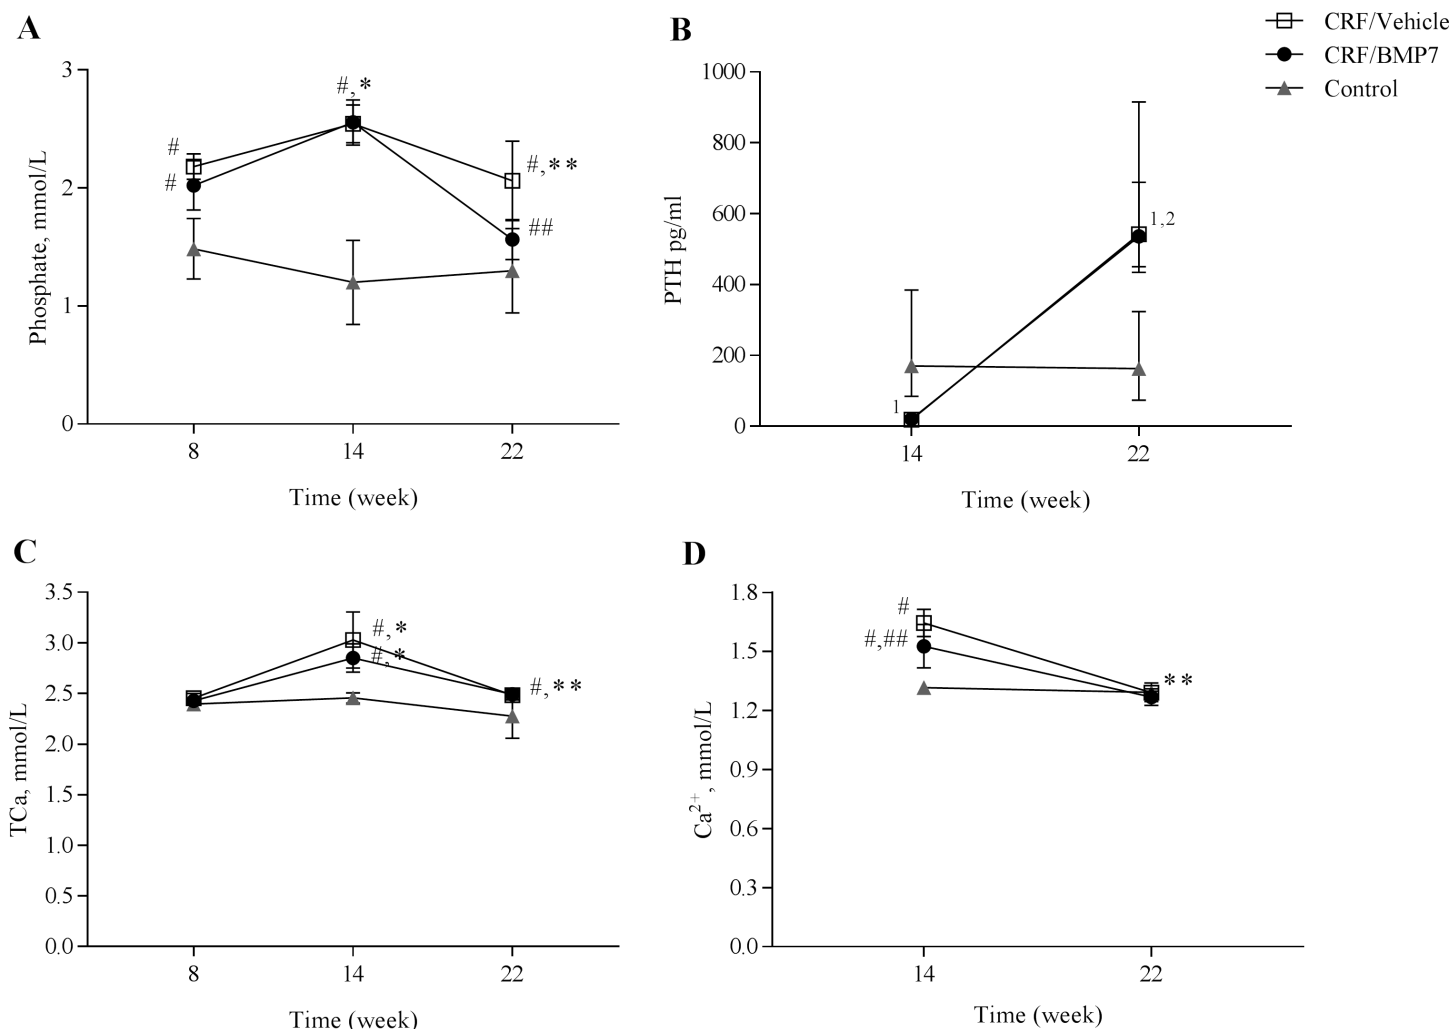 A
B
CRF/Vehicle
CRF/BMP7
Control
3
2
1
0
Phosphate, mmol/L
#
#
#,*
#,**
##
8 14 22
Time (week)
1000
800
600
400
200
0
PTH pg/ml
1
1,2
14 22
Time (week)
C
D
3.5
3.0
2.5
2.0
1.5
1.0
0.5
0.0
TCa, mmol/L
#,*
#,*
#,**
8 14 22
Time (week)
1.8
1.5
1.2
0.9
0.6
0.3
0.0
Ca2+, mmol/L
#
#,##
**
14 22
Time (week)